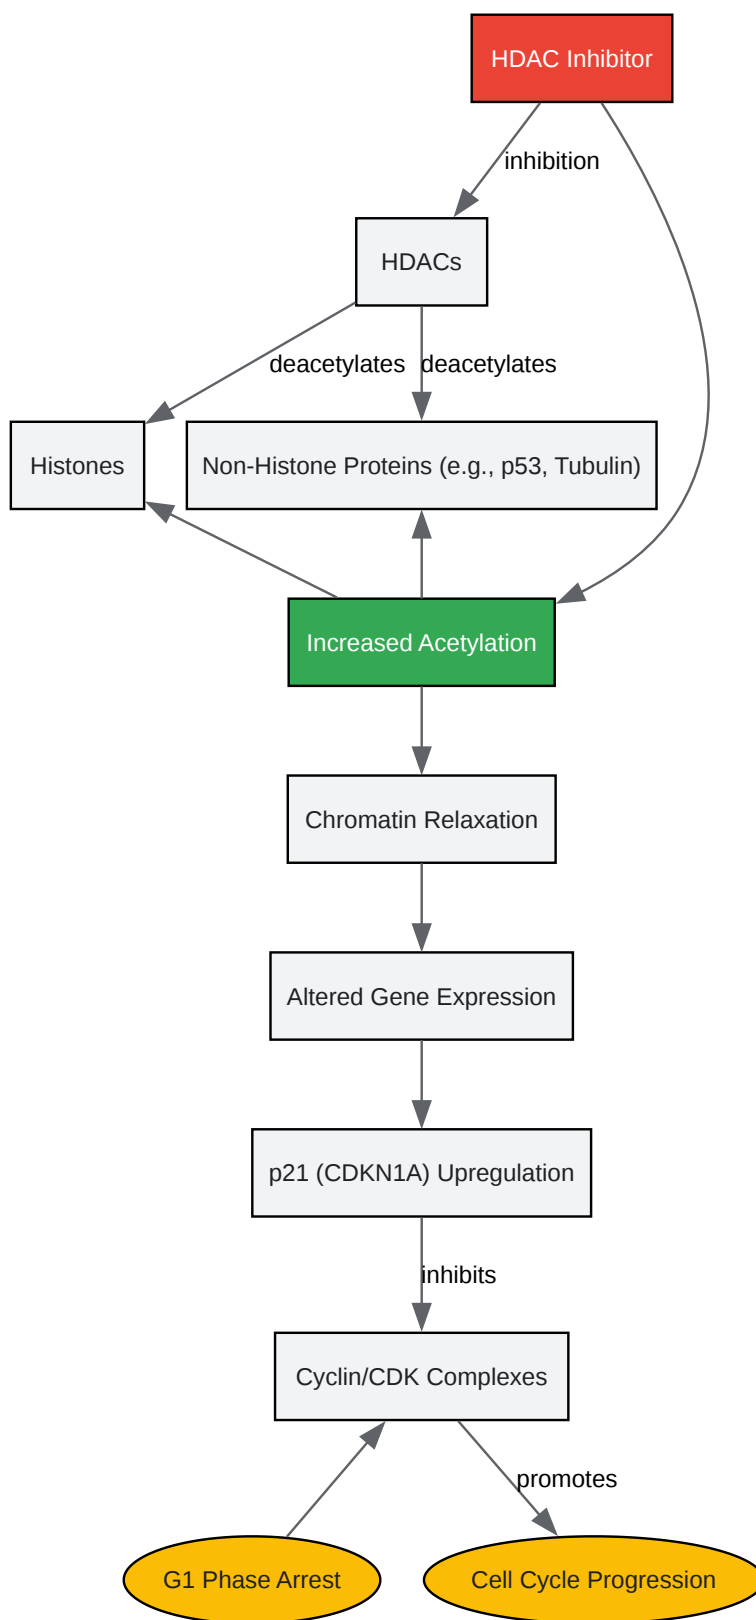 HDAC Inhibitor
inhibition
HDACs
deacetylates
deacetylates
Histones
Non-Histone Proteins (e.g., p53, Tubulin)
Increased Acetylation
Chromatin Relaxation
Altered Gene Expression
p21 (CDKN1A) Upregulation
inhibits
Cyclin/CDK Complexes
promotes
G1 Phase Arrest
Cell Cycle Progression